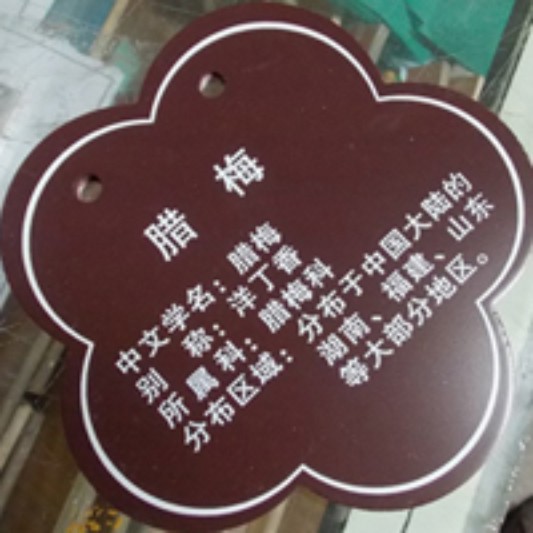 腊 梅
中文学名：腊梅
别 称：洋丁香
所 属 科：腊梅科
分布区域：分布于中国大陆的
湖南、福建、山东
等大部分地区。